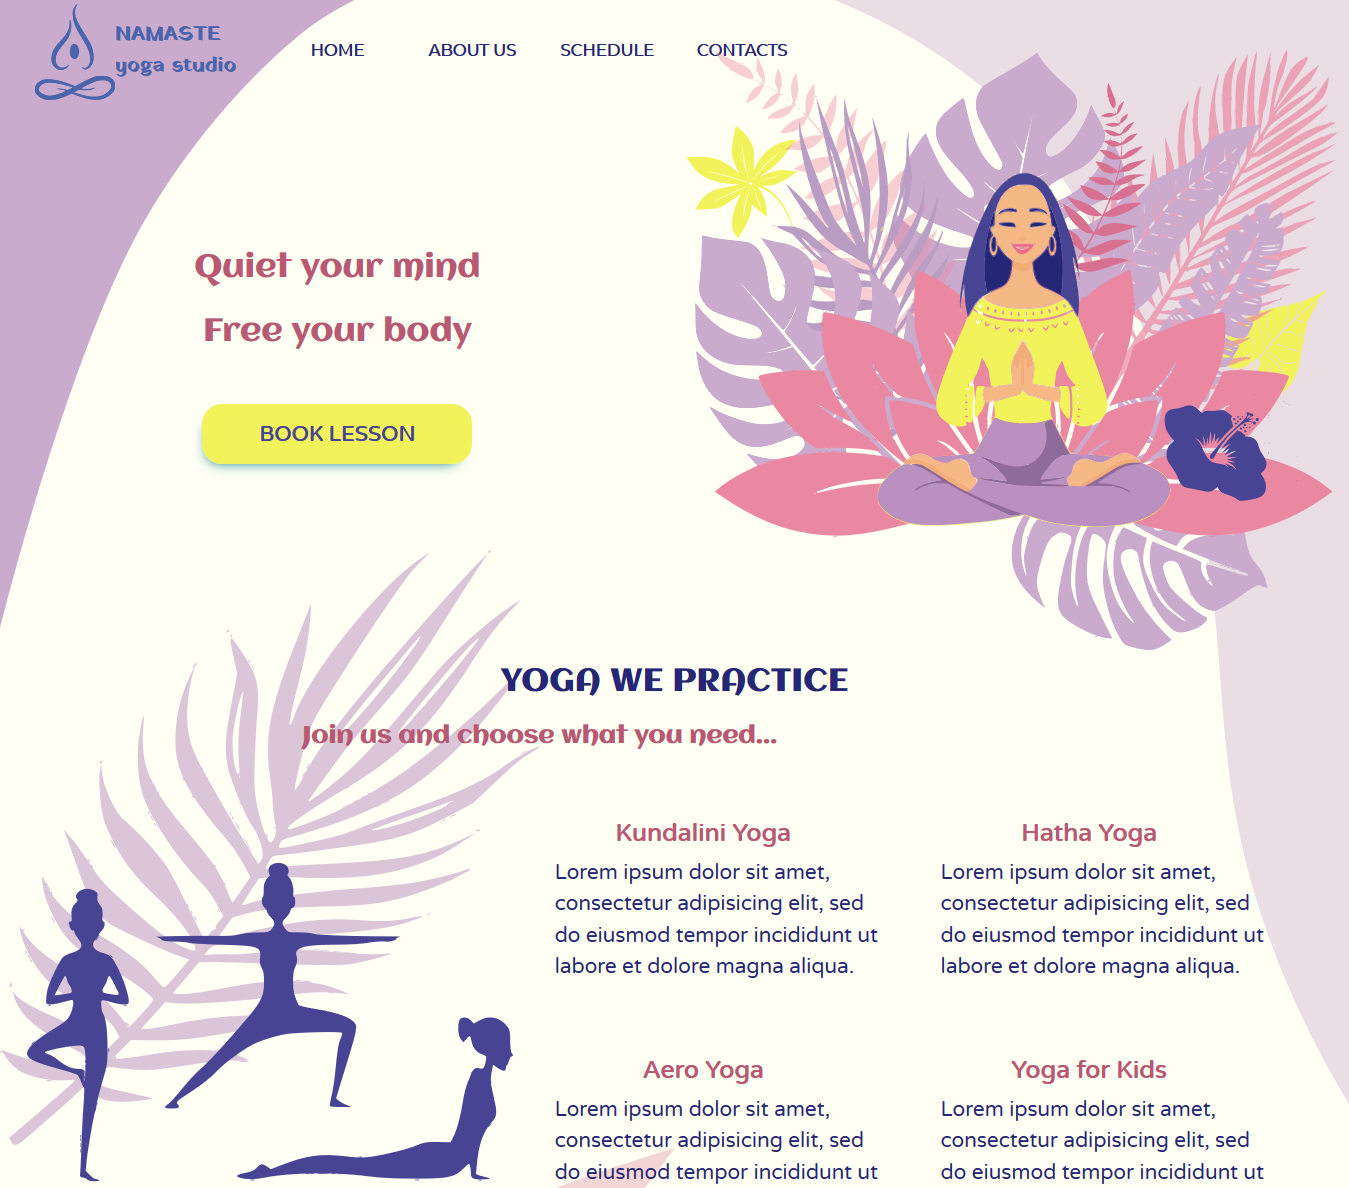 NAMASTE
yoga studio
HOME
ABOUT US
SCHEDULE
CONTACTS
Quiet your mind
Free your body
BOOK LESSON
YOGA WE PRACTICE
Join us and choose what you need...
Kundalini Yoga
Lorem ipsum dolor sit amet,
consectetur adipisicing elit, sed
do eiusmod tempor incididunt ut
labore et dolore magna aliqua.
Hatha Yoga
Lorem ipsum dolor sit amet,
consectetur adipisicing elit, sed
do eiusmod tempor incididunt ut
labore et dolore magna aliqua.
Aero Yoga
Lorem ipsum dolor sit amet,
consectetur adipisicing elit, sed
do eiusmod tempor incididunt ut
Yoga for Kids
Lorem ipsum dolor sit amet,
consectetur adipisicing elit, sed
do eiusmod tempor incididunt ut